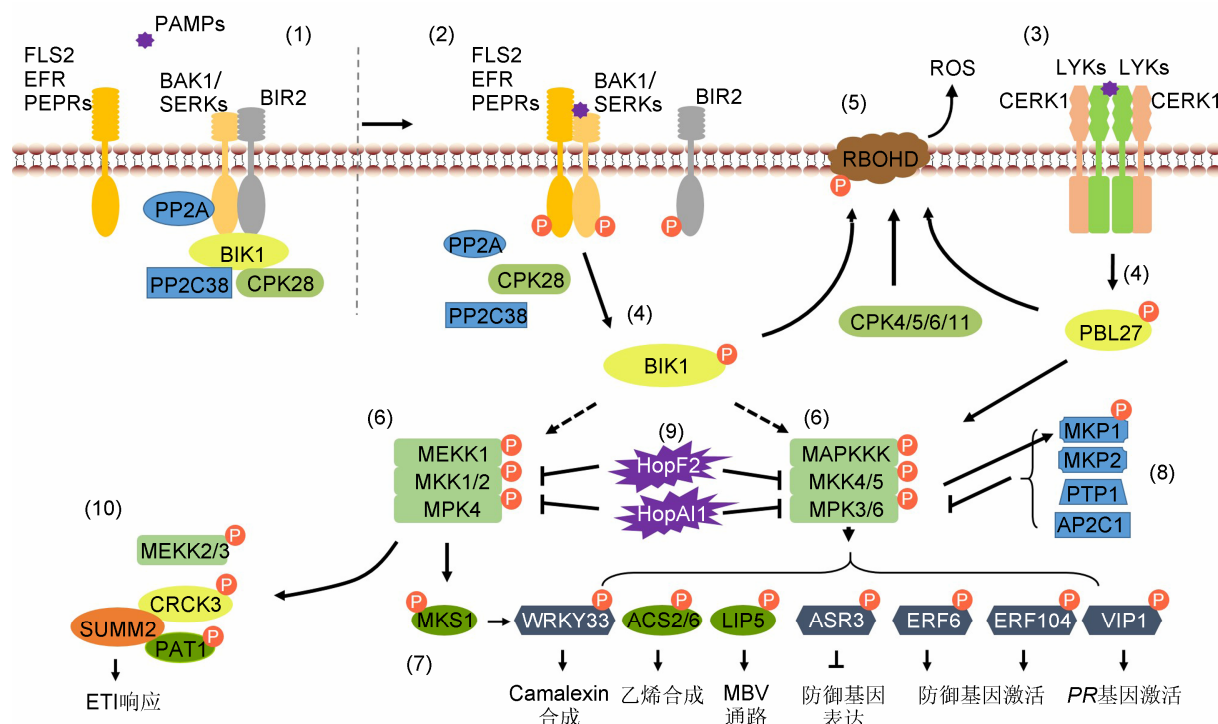 PAMPs
(1)
FLS2
EFR
PEPRs
BAK1/
SERKs
BIR2
PP2A
BIK1
PP2C38
CPK28
(2)
FLS2
EFR
PEPRs
BAK1/
SERKs
BIR2
P
P
P
PP2A
CPK28
PP2C38
(4)
BIK1
P
ROS
(5)
RBOHD
P
CPK4/5/6/11
(3)
LYKs
LYKs
CERK1
CERK1
(4)
P
PBL27
(6)
MEKK1
P
MKK1/2
P
MPK4
P
(9)
HopF2
HopAI1
(6)
MAPKKK
P
MKK4/5
P
MPK3/6
P
P
MKP1
MKP2
PTP1
AP2C1
(8)
(10)
MEKK2/3
P
CRCK3
P
SUMM2
PAT1
P
ETI响应
P
MKS1
(7)
WRKY33
P
ACS2/6
P
LIP5
P
ASR3
P
ERF6
P
ERF104
P
VIP1
P
Camalexin
合成
乙烯合成
MBV
通路
防御基因
表达
防御基因激活
PR基因激活